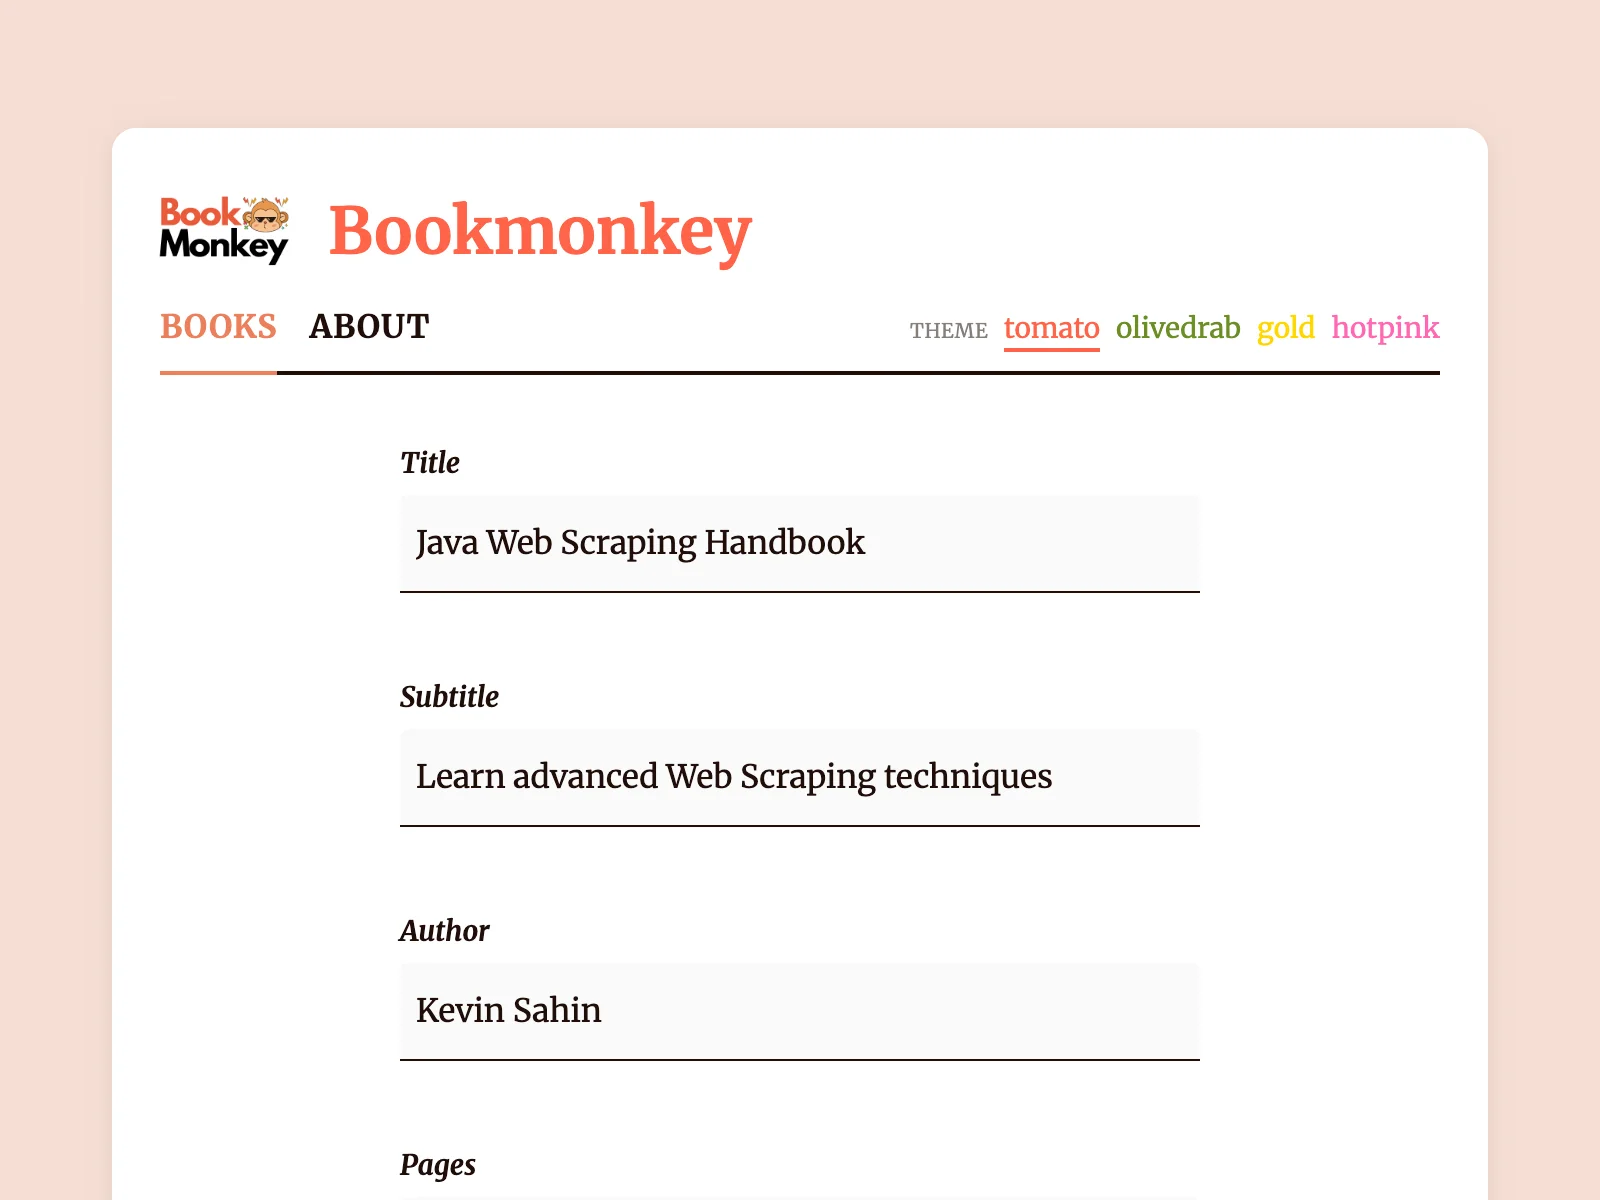 Book
Monkey
Bookmonkey
BOOKS ABOUT THEME tomato olivedrab gold hotpink
Title
Java Web Scraping Handbook
Subtitle
Learn advanced Web Scraping techniques
Author
Kevin Sahin
Pages